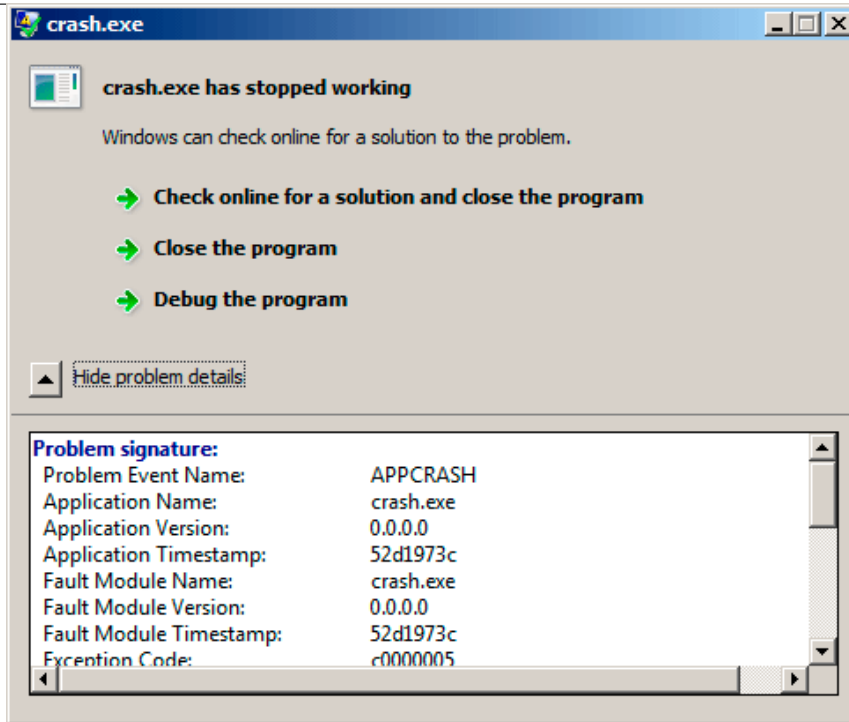 crash.exe
crash.exe has stopped working
Windows can check online for a solution to the problem.
Check online for a solution and close the program
Close the program
Debug the program
Hide problem details
Problem signature:
Problem Event Name: APPCRASH
Application Name: crash.exe
Application Version: 0.0.0.0
Application Timestamp: 52d1973c
Fault Module Name: crash.exe
Fault Module Version: 0.0.0.0
Fault Module Timestamp: 52d1973c
Exception Code: c0000005